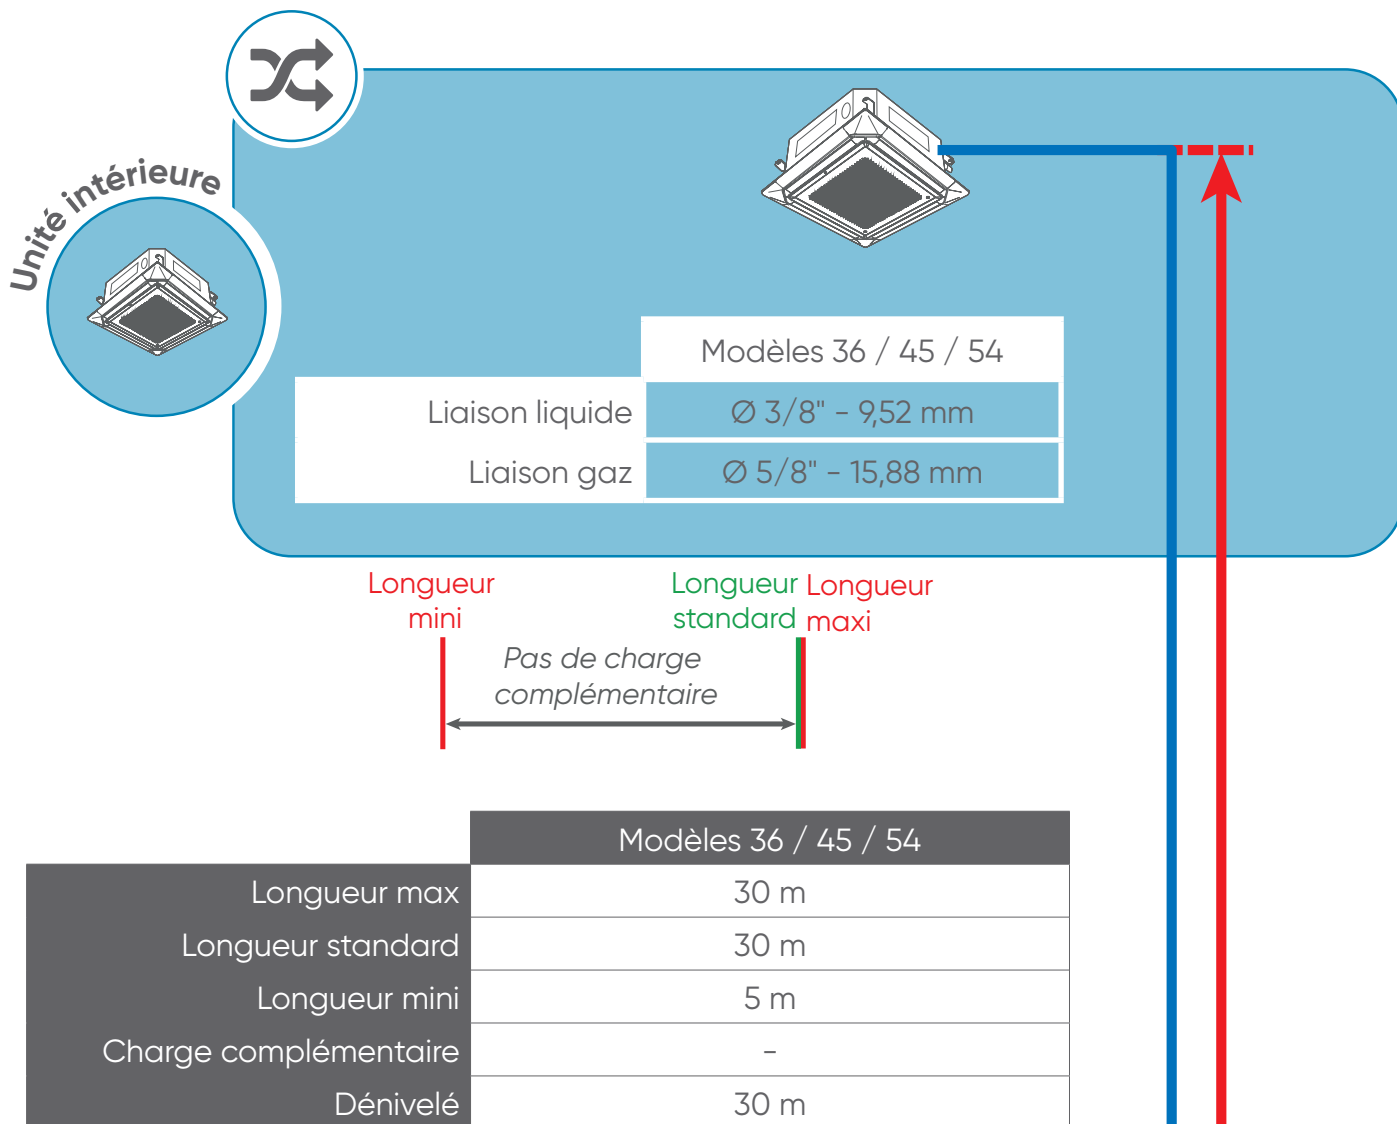 Unité intérieure
Modèles 36 / 45 / 54
Liaison liquide Ø 3/8" - 9,52 mm
Liaison gaz Ø 5/8" - 15,88 mm
Longueur
mini
Longueur
standard
Longueur
maxi
Pas de charge
complémentaire
Modèles 36 / 45 / 54
Longueur max 30 m
Longueur standard 30 m
Longueur mini 5 m
Charge complémentaire -
Dénivelé 30 m